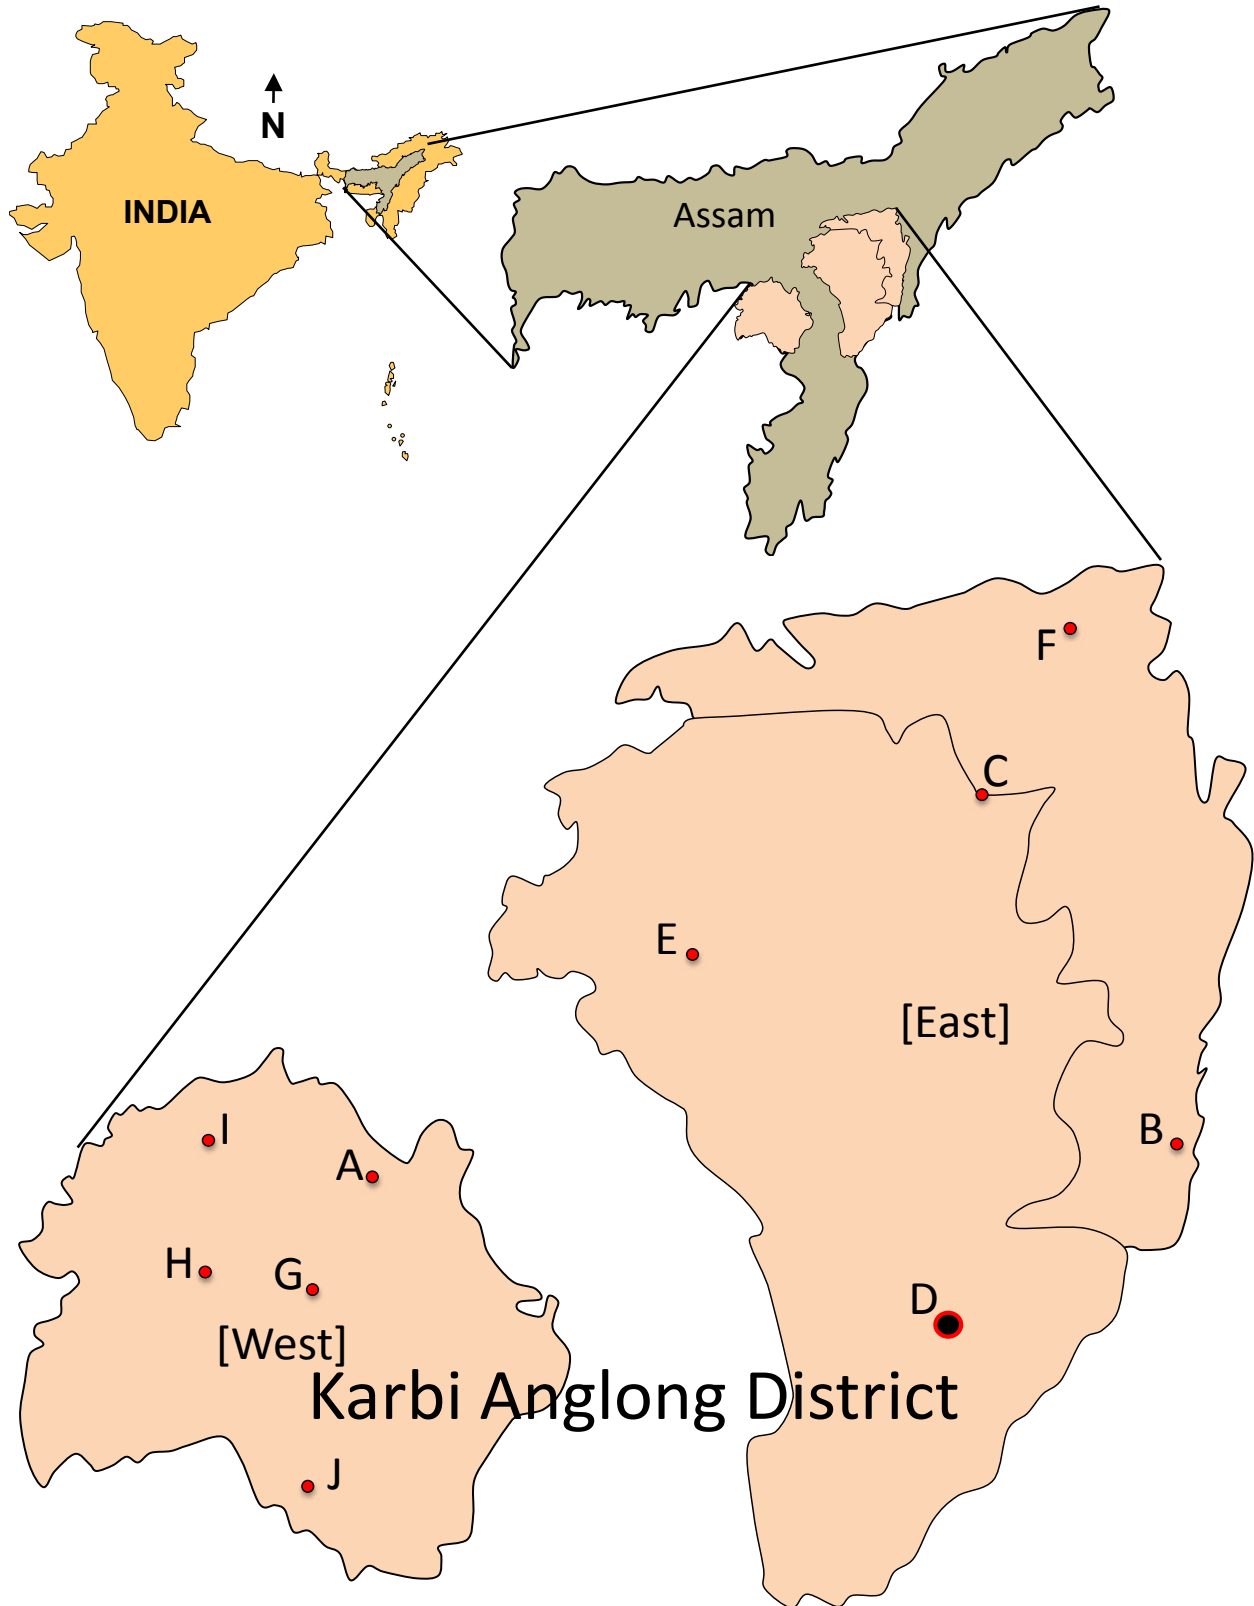 N
INDIA
Assam
F
C
E
[East]
I
B
A
H
G
D
[West]
Karbi Anglong District
J